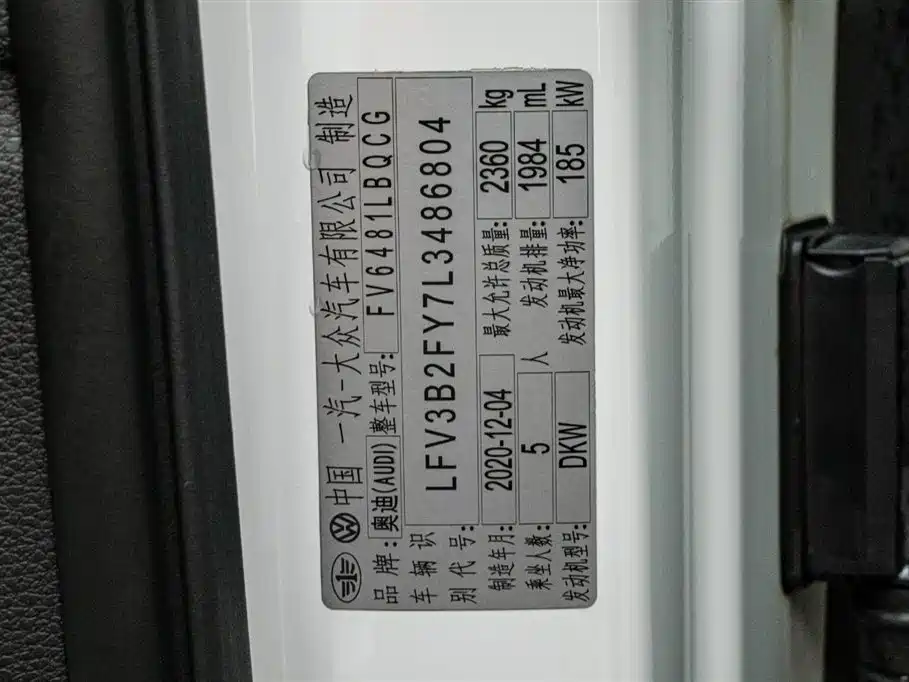 中国 一汽-大众汽车有限公司 制造
品牌:奥迪(AUDI) 整车型号:FV6481LBQCG
车辆识别代号:LFV3B2FY7L3486804
制造年月:2020-12-04 最大允许总质量:2360 kg
乘坐人数:5 人 发动机排量:1984 mL
发动机型号:DKW 发动机最大净功率:185 kW